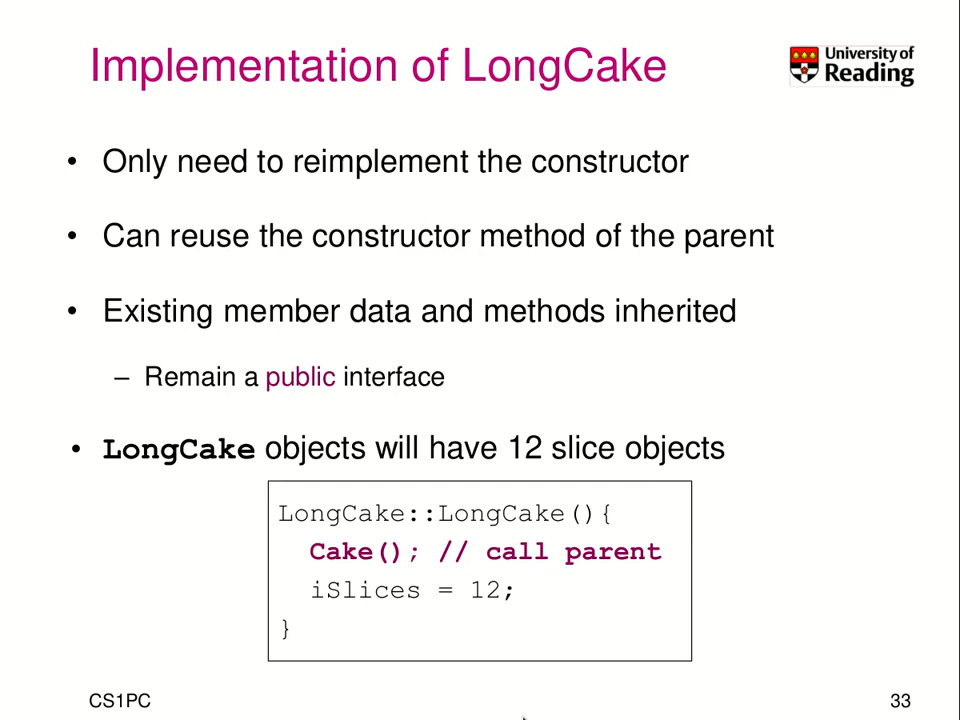 Implementation of LongCake
University of
Reading
• Only need to reimplement the constructor
• Can reuse the constructor method of the parent
• Existing member data and methods inherited
– Remain a public interface
• LongCake objects will have 12 slice objects
LongCake::LongCake(){
Cake(); // call parent
iSlices = 12;
}
CS1PC
33